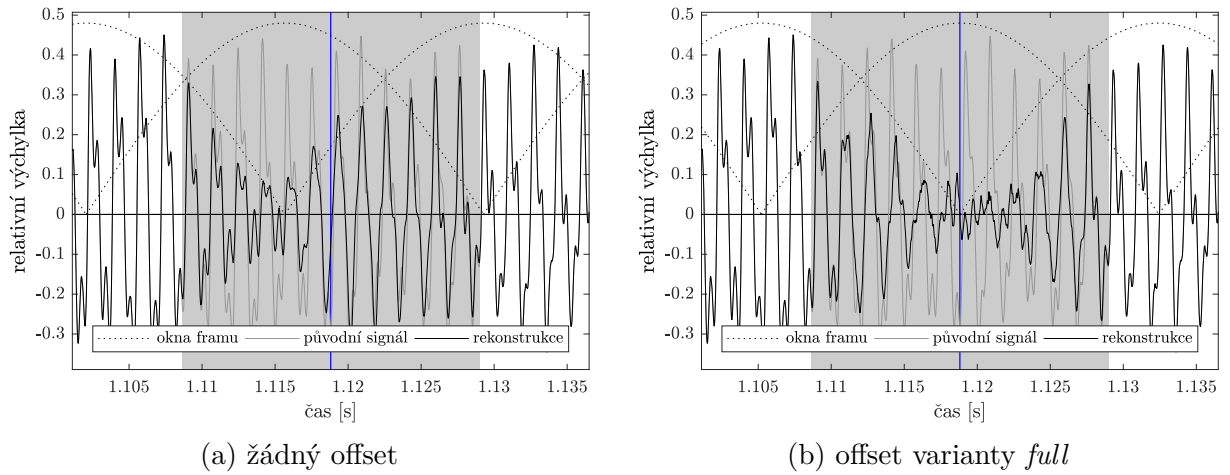 0.5
0.4
0.3
0.2
0.1
0
-0.1
-0.2
-0.3
relativní výchylka
okna framu původní signál rekonstrukce
1.105 1.11 1.115 1.12 1.125 1.13 1.135
čas [s]
(a) žádný offset
0.5
0.4
0.3
0.2
0.1
0
-0.1
-0.2
-0.3
relativní výchylka
okna framu původní signál rekonstrukce
1.105 1.11 1.115 1.12 1.125 1.13 1.135
čas [s]
(b) offset varianty full